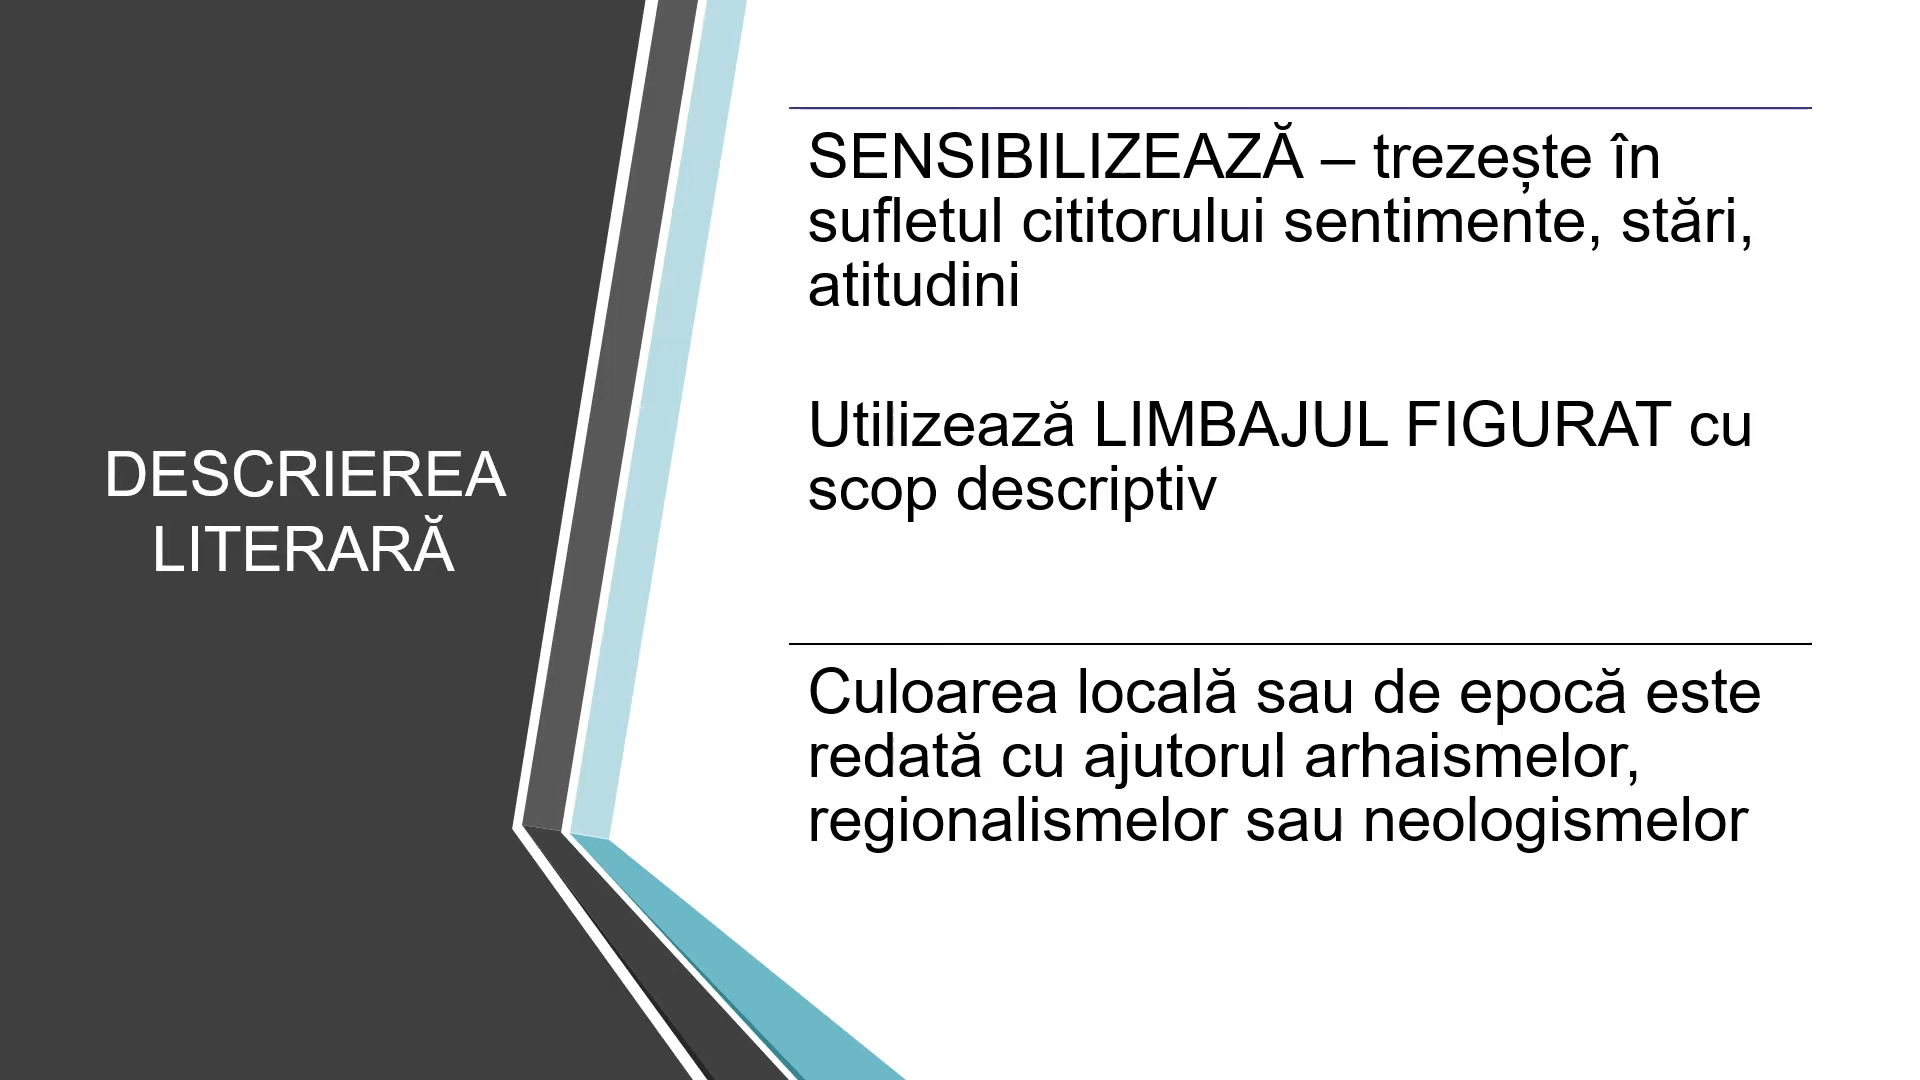 DESCRIEREA
LITERARĂ
SENSIBILIZEAZĂ – trezește în
sufletul cititorului sentimente, stări,
atitudini
Utilizează LIMBAJUL FIGURAT cu
scop descriptiv
Culoarea locală sau de epocă este
redată cu ajutorul arhaismelor,
regionalismelor sau neologismelor